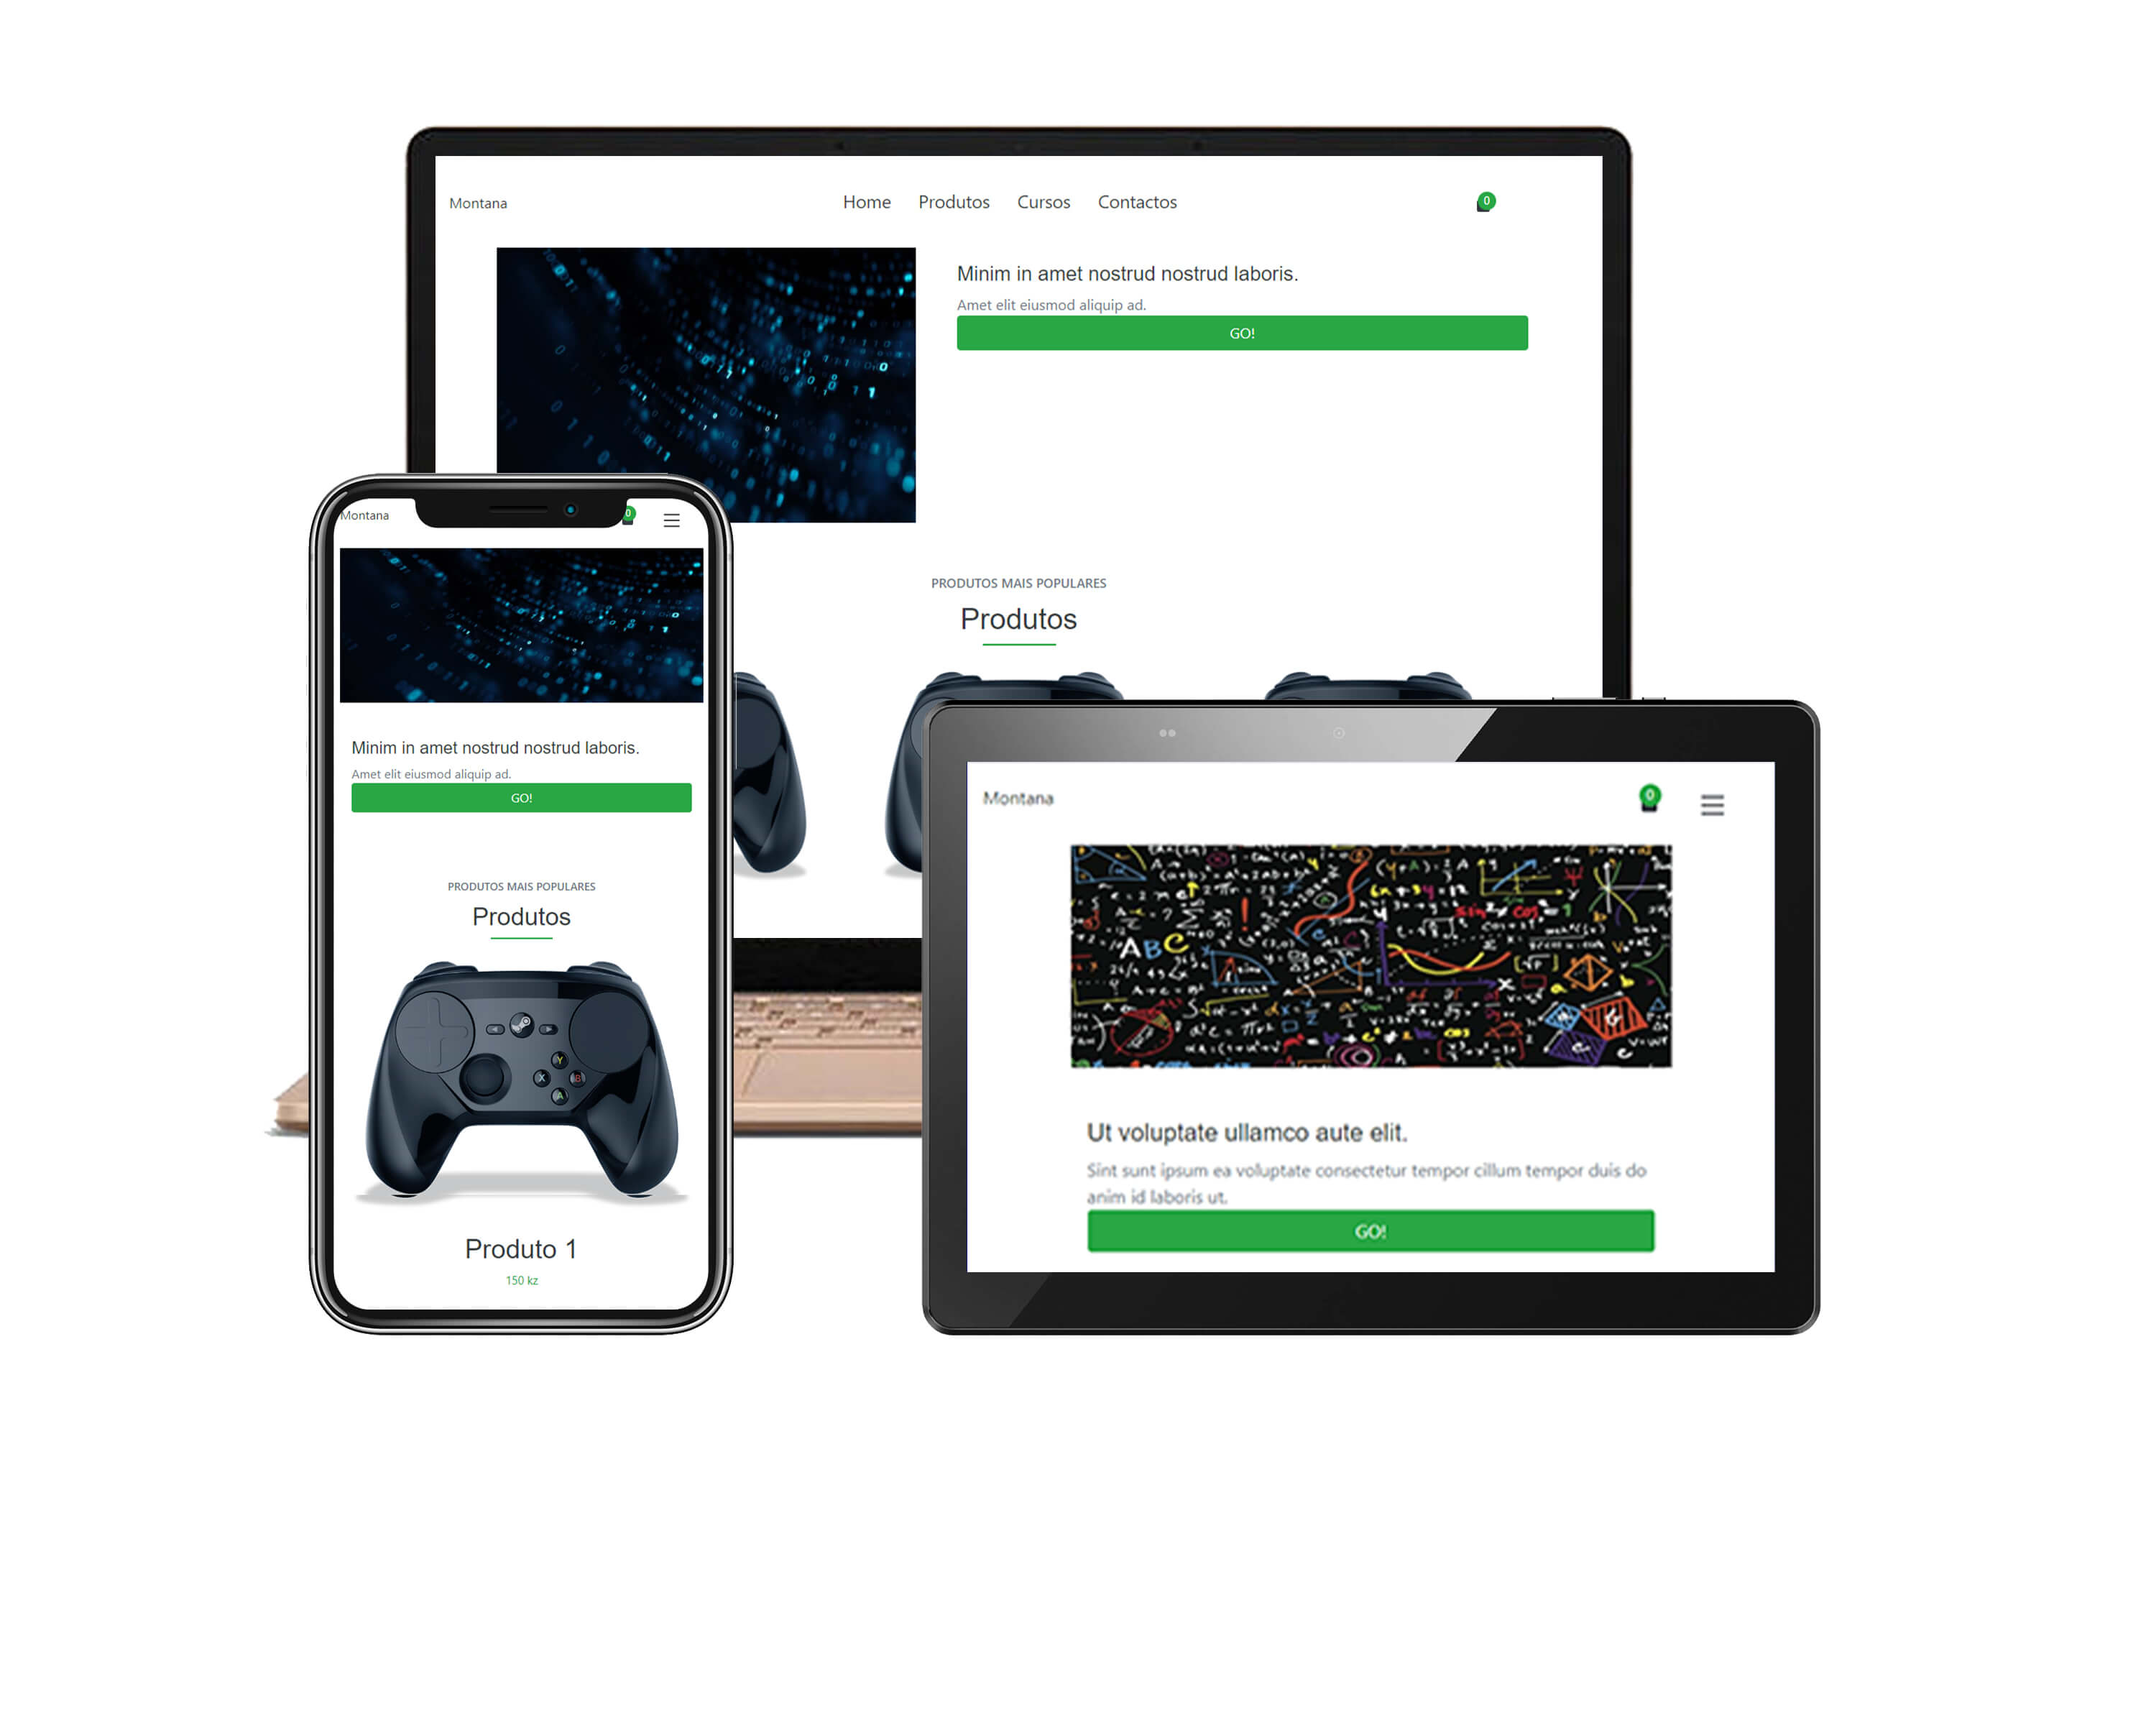 Montana
Home Produtos Cursos Contactos
0
Minim in amet nostrud nostrud laboris.
Amet elit eiusmod aliquip ad.
GO!
PRODUTOS MAIS POPULARES
Produtos
Montana
0
Minim in amet nostrud nostrud laboris.
Amet elit eiusmod aliquip ad.
GO!
PRODUTOS MAIS POPULARES
Produtos
Y
X B
A
Produto 1
150 kz
Montana
0
ABC
Ut voluptate ullamco aute elit.
Sint sunt ipsum ea voluptate consectetur tempor cillum tempor duis do
anim id laboris ut.
GO!